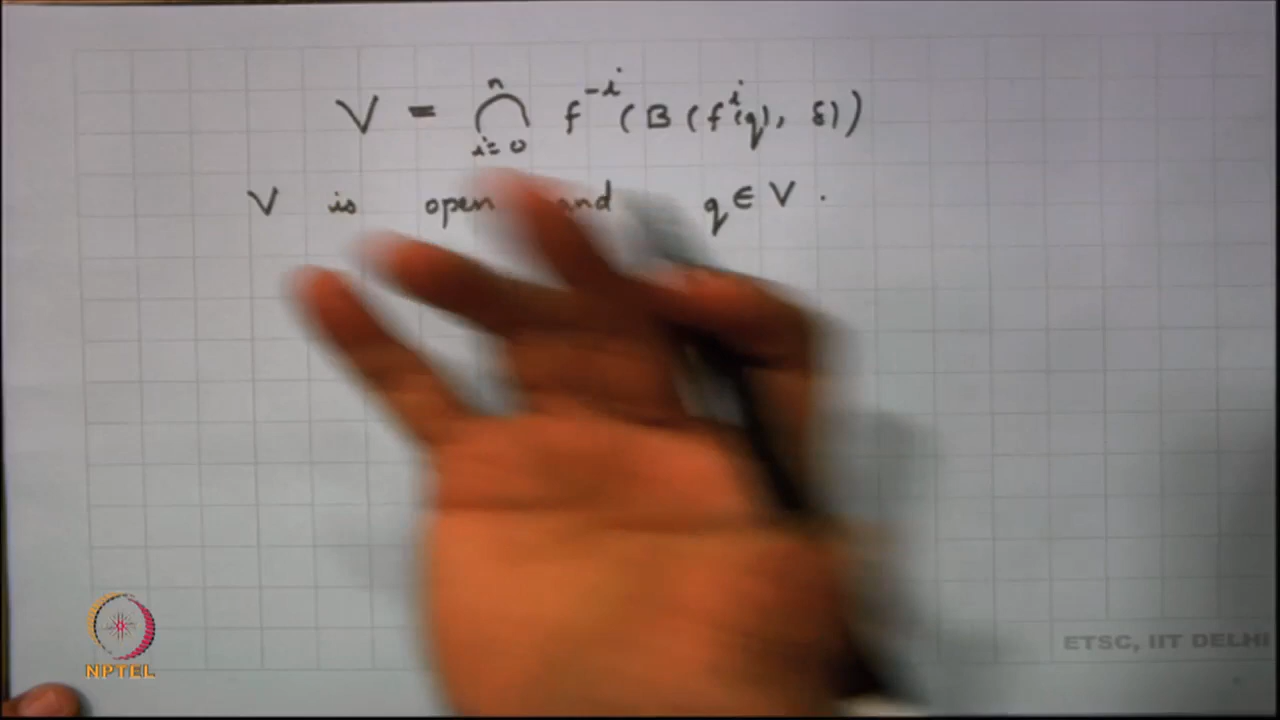 V = ⋂_{i=0}^{n} f^{-i}(B(f^{i}(q), δ))
V is open and q ∈ V.
NPTEL
ETSC, IIT DELHI